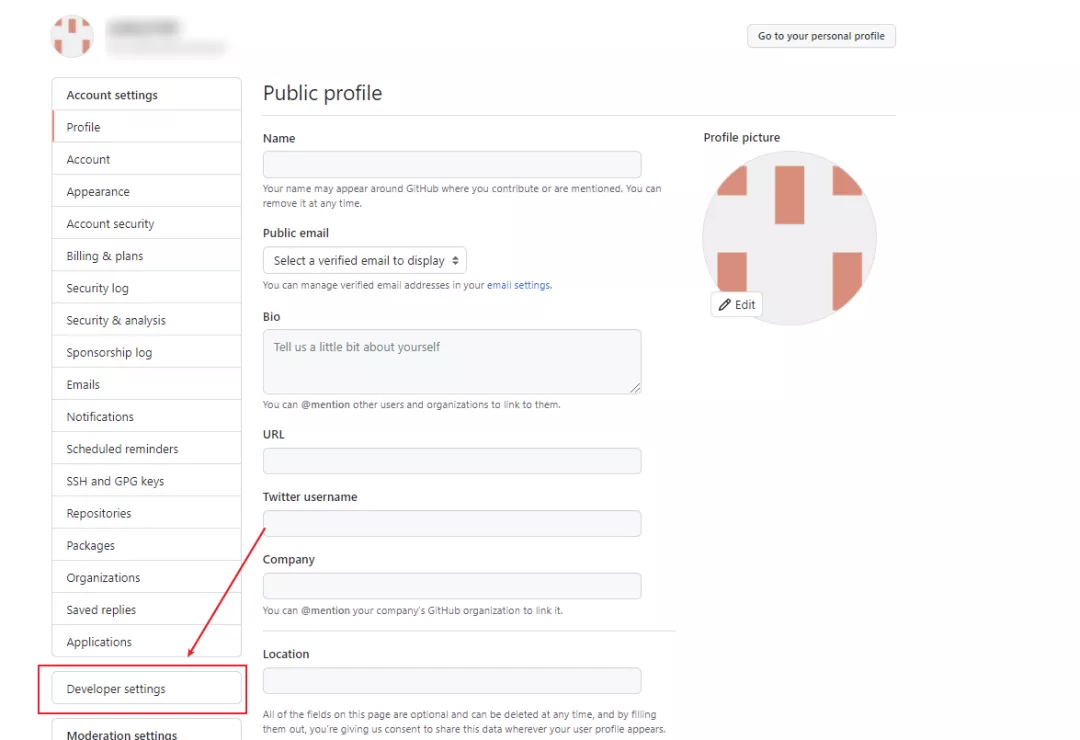 Go to your personal profile
Account settings
Profile
Account
Appearance
Account security
Billing & plans
Security log
Security & analysis
Sponsorship log
Emails
Notifications
Scheduled reminders
SSH and GPG keys
Repositories
Packages
Organizations
Saved replies
Applications
Developer settings
Moderation settings
Public profile
Name
Your name may appear around GitHub where you contribute or are mentioned. You can
remove it at any time.
Public email
Select a verified email to display
You can manage verified email addresses in your email settings.
Bio
Tell us a little bit about yourself
You can @mention other users and organizations to link to them.
URL
Twitter username
Company
You can @mention your company's GitHub organization to link it.
Location
All of the fields on this page are optional and can be deleted at any time, and by filling
them out, you're giving us consent to share this data wherever your user profile appears.
Profile picture
Edit